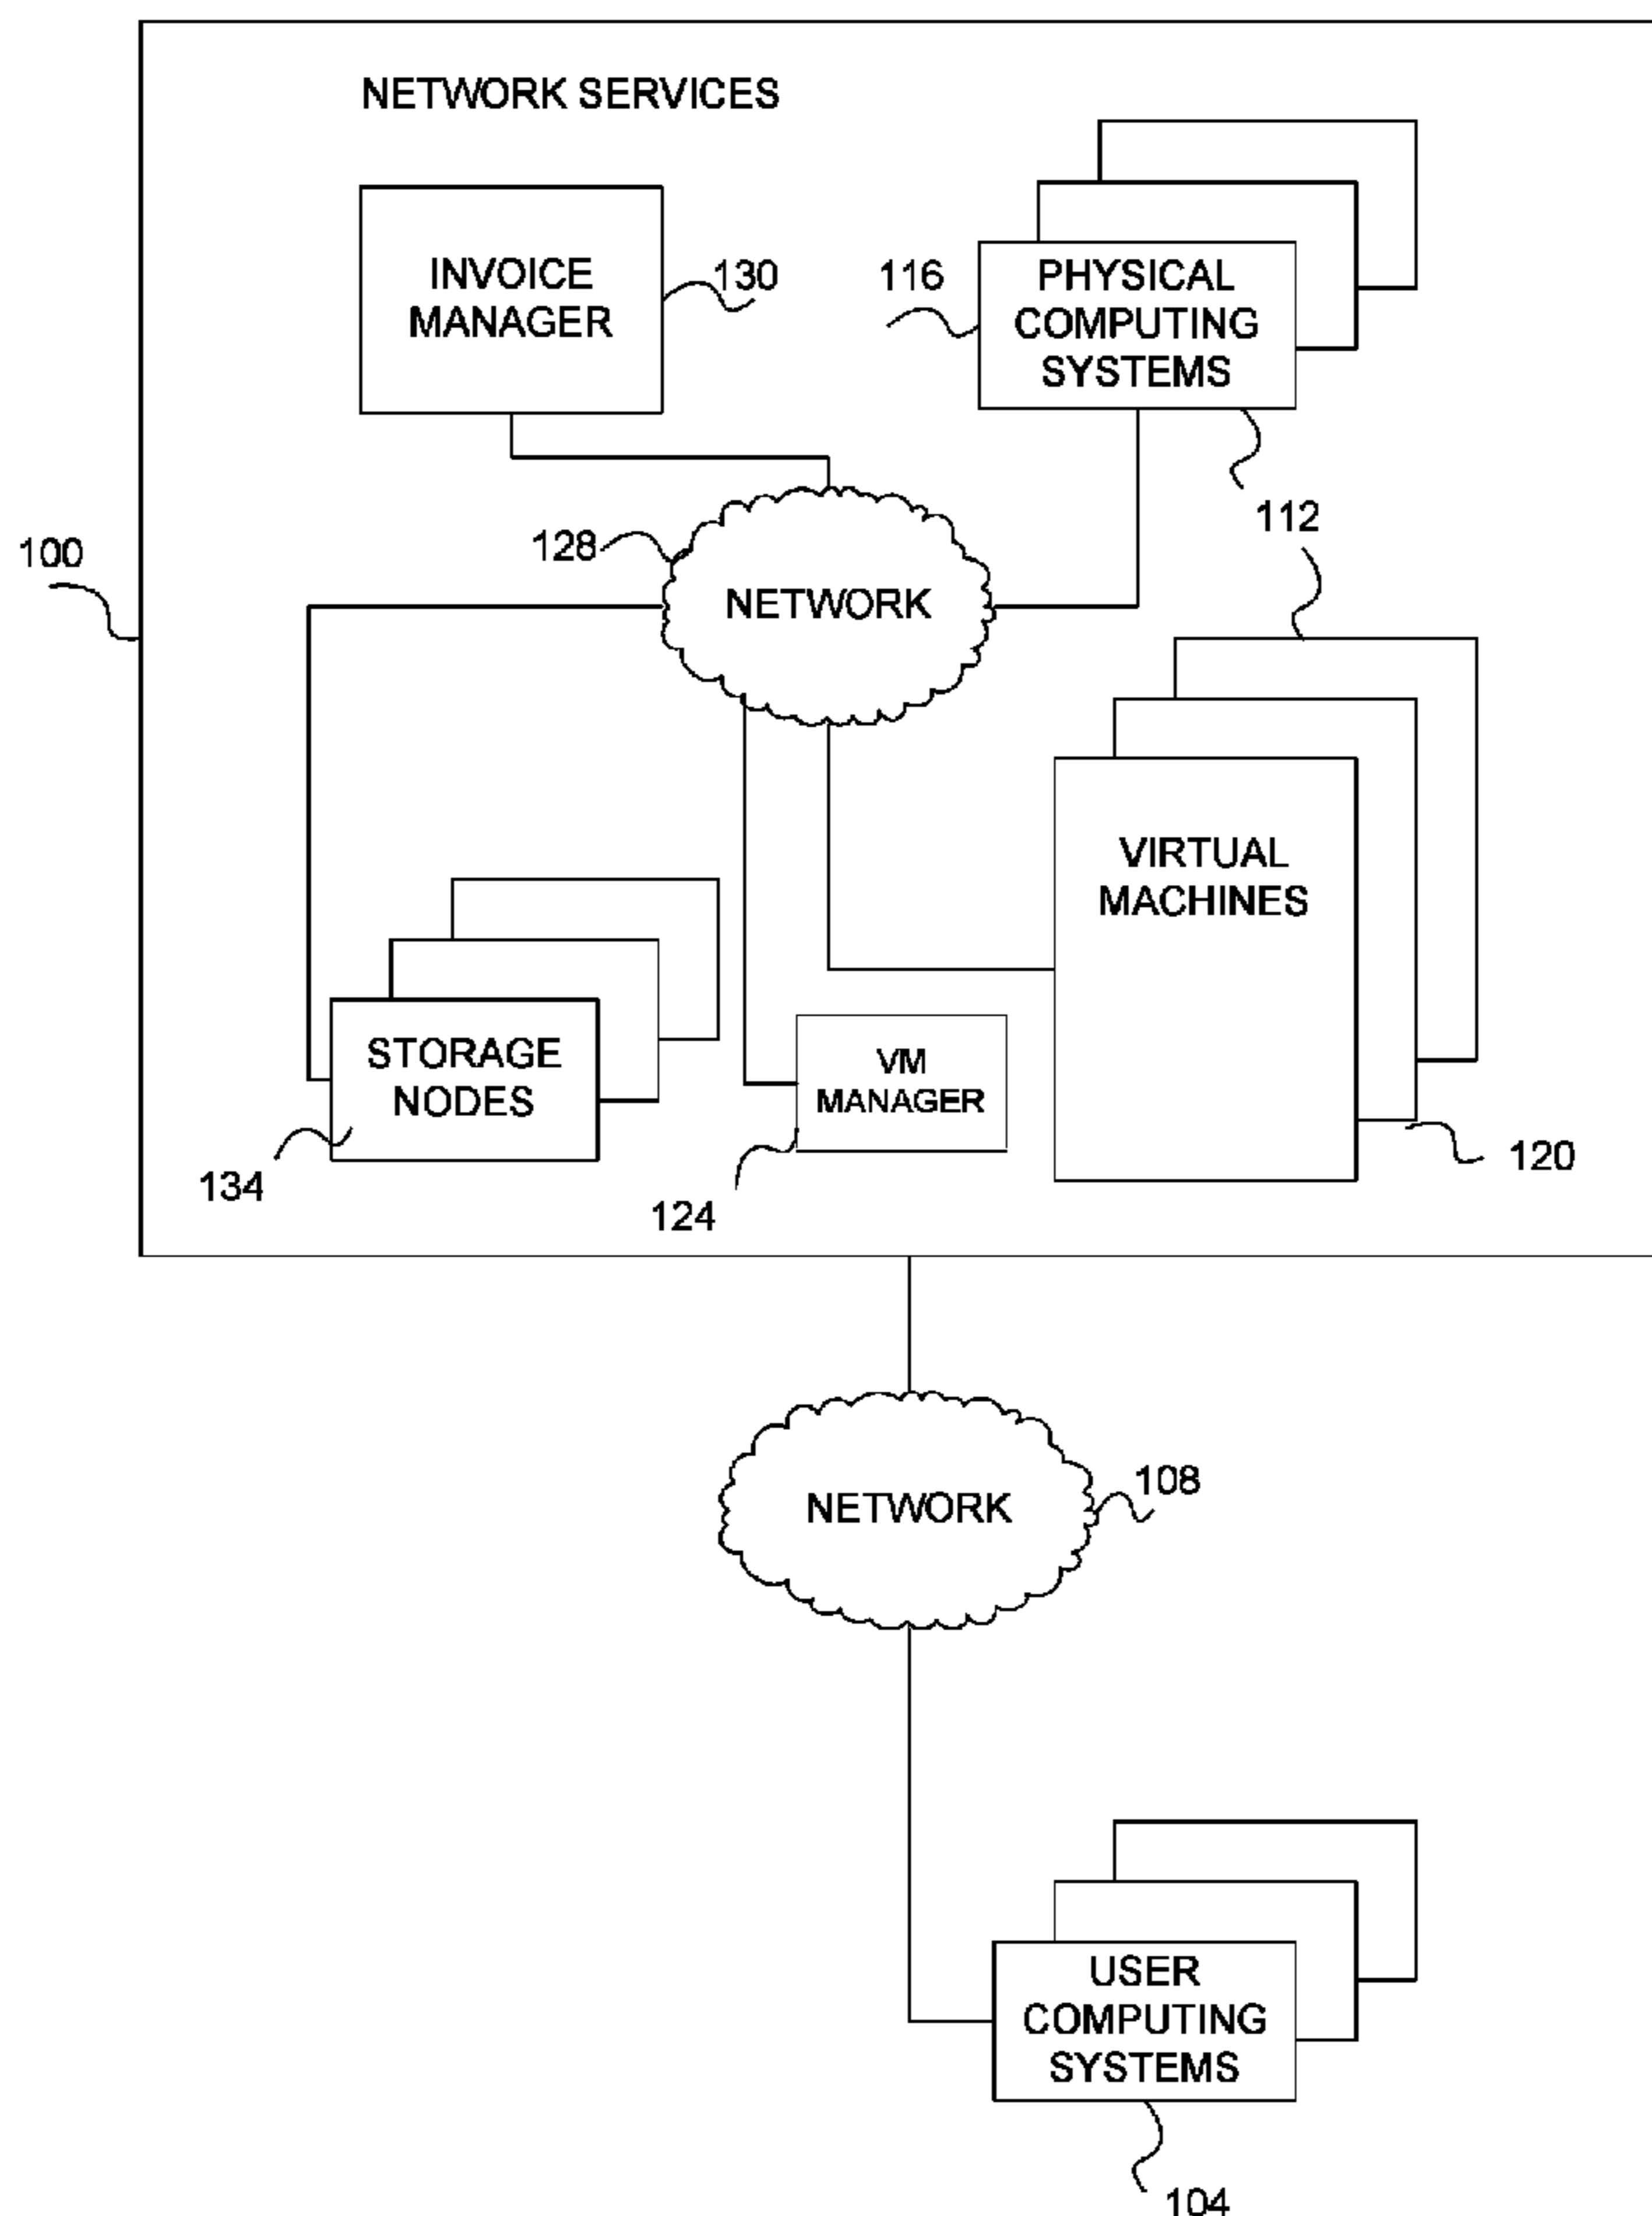 NETWORK SERVICES
INVOICE
MANAGER
130
116
PHYSICAL
COMPUTING
SYSTEMS
112
100
128
NETWORK
VIRTUAL
MACHINES
STORAGE
NODES
VM
MANAGER
134
124
120
NETWORK
108
USER
COMPUTING
SYSTEMS
104